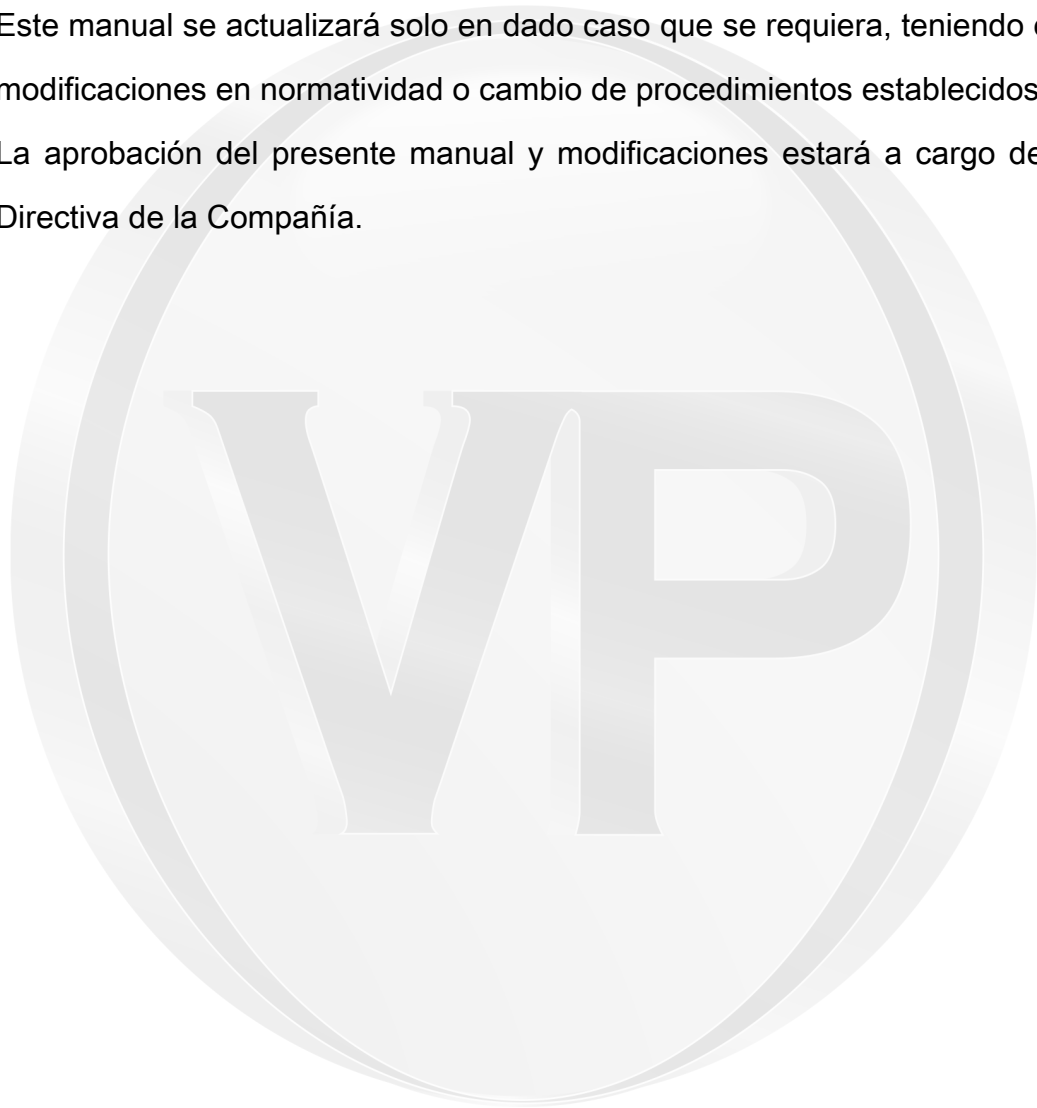 Este manual se actualizará solo en dado caso que se requiera, teniendo
modificaciones en normatividad o cambio de procedimientos establecidos
La aprobación del presente manual y modificaciones estará a cargo de
Directiva de la Compañía.
VP